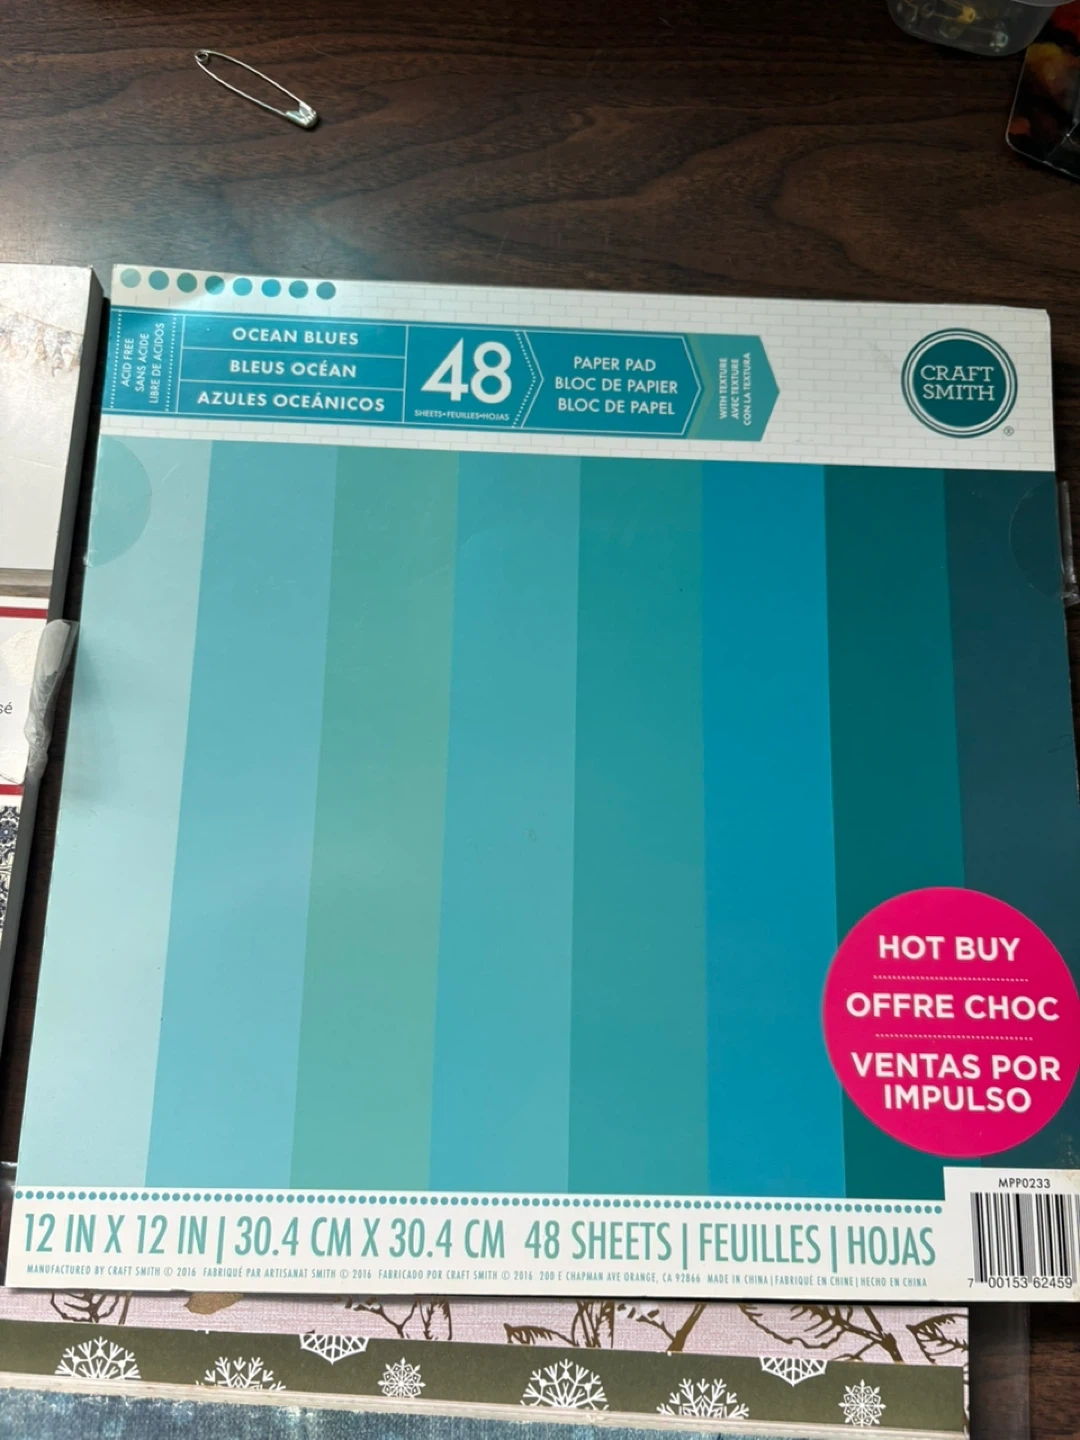 ACID FREE
SANS ACIDE
LIBRE DE ACIDOS
OCEAN BLUES
BLEUS OCÉAN
AZULES OCEÁNICOS
48
SHEETS•FEUILLES•HOJAS
PAPER PAD
BLOC DE PAPIER
BLOC DE PAPEL
WITH TEXTURE
AVEC TEXTURE
CON LA TEXTURA
CRAFT
SMITH
®
sé
HOT BUY
OFFRE CHOC
VENTAS POR
IMPULSO
MPP0233
12 IN X 12 IN | 30.4 CM X 30.4 CM 48 SHEETS | FEUILLES | HOJAS
MANUFACTURED BY CRAFT SMITH © 2016 FABRIQUÉ PAR ARTISANAT SMITH © 2016 FABRICADO POR CRAFT SMITH © 2016 200 E CHAPMAN AVE ORANGE, CA 92866 MADE IN CHINA | FABRIQUÉ EN CHINE | HECHO EN CHINA
7 00153 62459